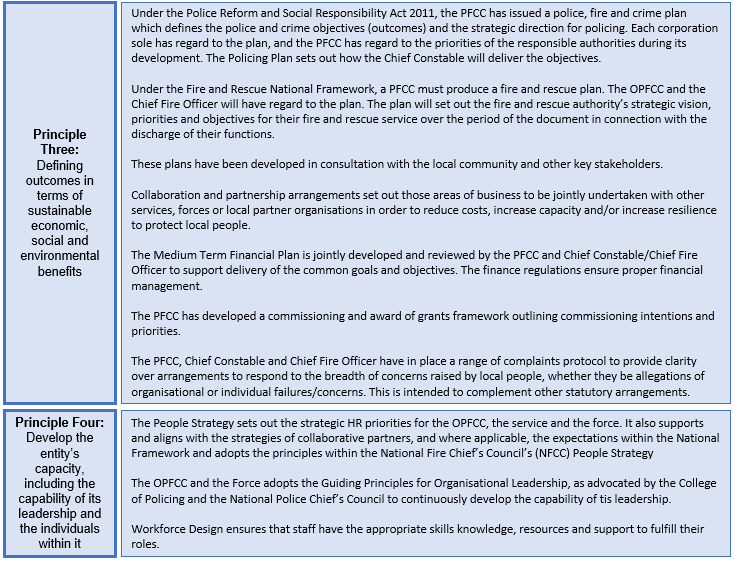 Principle
Three:
Defining
outcomes in
terms of
sustainable
economic,
social and
environmental
benefits
Under the Police Reform and Social Responsibility Act 2011, the PFCC has issued a police, fire and crime plan
which defines the police and crime objectives (outcomes) and the strategic direction for policing. Each corporation
sole has regard to the plan, and the PFCC has regard to the priorities of the responsible authorities during its
development. The Policing Plan sets out how the Chief Constable will deliver the objectives.
Under the Fire and Rescue National Framework, a PFCC must produce a fire and rescue plan. The OPFCC and the
Chief Fire Officer will have regard to the plan. The plan will set out the fire and rescue authority's strategic vision,
priorities and objectives for their fire and rescue service over the period of the document in connection with the
discharge of their functions.
These plans have been developed in consultation with the local community and other key stakeholders.
Collaboration and partnership arrangements set out those areas of business to be jointly undertaken with other
services, forces or local partner organisations in order to reduce costs, increase capacity and/or increase resilience
to protect local people.
The Medium Term Financial Plan is jointly developed and reviewed by the PFCC and Chief Constable/Chief Fire
Officer to support delivery of the common goals and objectives. The finance regulations ensure proper financial
management.
The PFCC has developed a commissioning and award of grants framework outlining commissioning intentions and
priorities.
The PFCC, Chief Constable and Chief Fire Officer have in place a range of complaints protocol to provide clarity
over arrangements to respond to the breadth of concerns raised by local people, whether they be allegations of
organisational or individual failures/concerns. This is intended to complement other statutory arrangements.
Principle Four:
Develop the
entity's
capacity,
including the
capability of its
leadership and
the individuals
within it
The People Strategy sets out the strategic HR priorities for the OPFCC, the service and the force. It also supports
and aligns with the strategies of collaborative partners, and where applicable, the expectations within the National
Framework and adopts the principles within the National Fire Chief's Council's (NFCC) People Strategy
The OPFCC and the Force adopts the Guiding Principles for Organisational Leadership, as advocated by the College
of Policing and the National Police Chief's Council to continuously develop the capability of tis leadership.
Workforce Design ensures that staff have the appropriate skills knowledge, resources and support to fulfill their
roles.